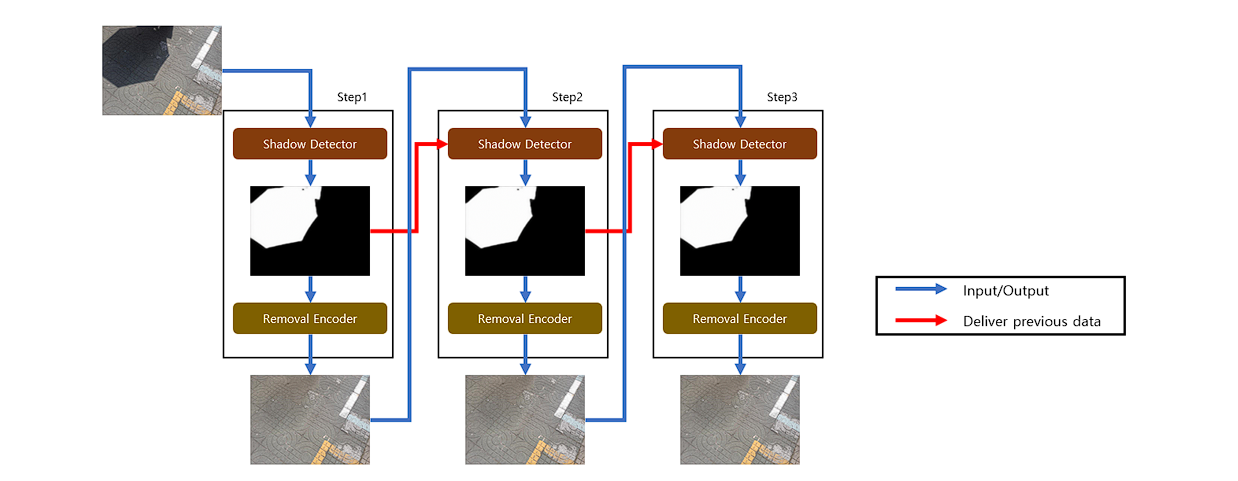 Step1
Step2
Step3
Shadow Detector
Shadow Detector
Shadow Detector
Removal Encoder
Removal Encoder
Removal Encoder
Input/Output
Deliver previous data